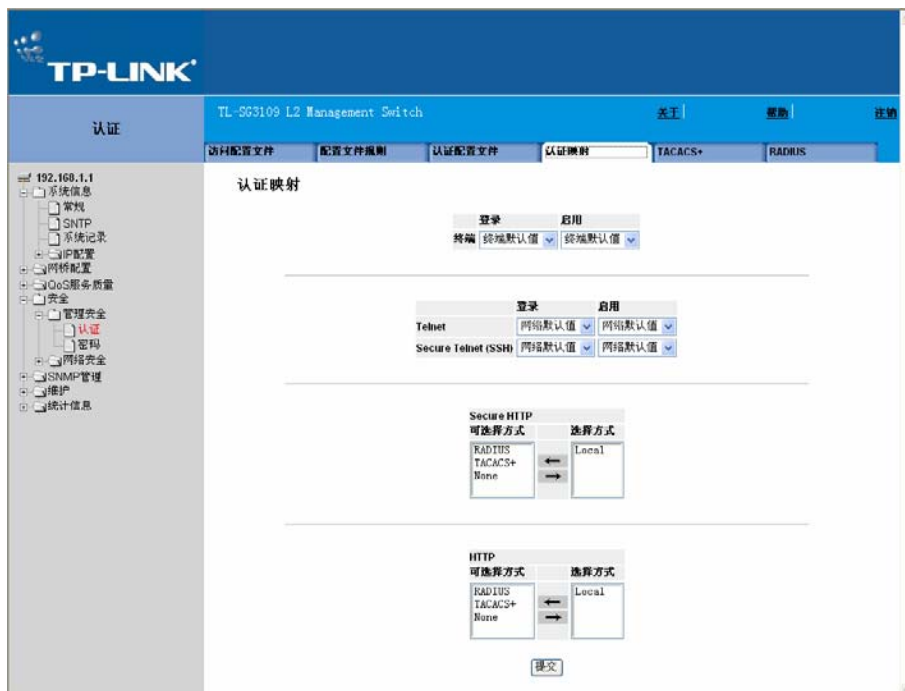 TP-LINK
认证
TL-SG3109 L2 Management Switch
关于
帮助
注销
访问配置文件
配置文件规则
认证配置文件
认证映射
TACACS+
RADIUS
192.168.1.1
系统信息
常规
SNTP
系统记录
IP配置
网桥配置
QoS服务质量
安全
管理安全
认证
密码
网络安全
SNMP管理
维护
统计信息
认证映射
登录 启用
终端 终端默认值 终端默认值
登录 启用
Telnet 网络默认值 网络默认值
Secure Telnet (SSH) 网络默认值 网络默认值
Secure HTTP
可选择方式 选择方式
RADIUS Local
TACACS+
None
HTTP
可选择方式 选择方式
RADIUS Local
TACACS+
None
提交